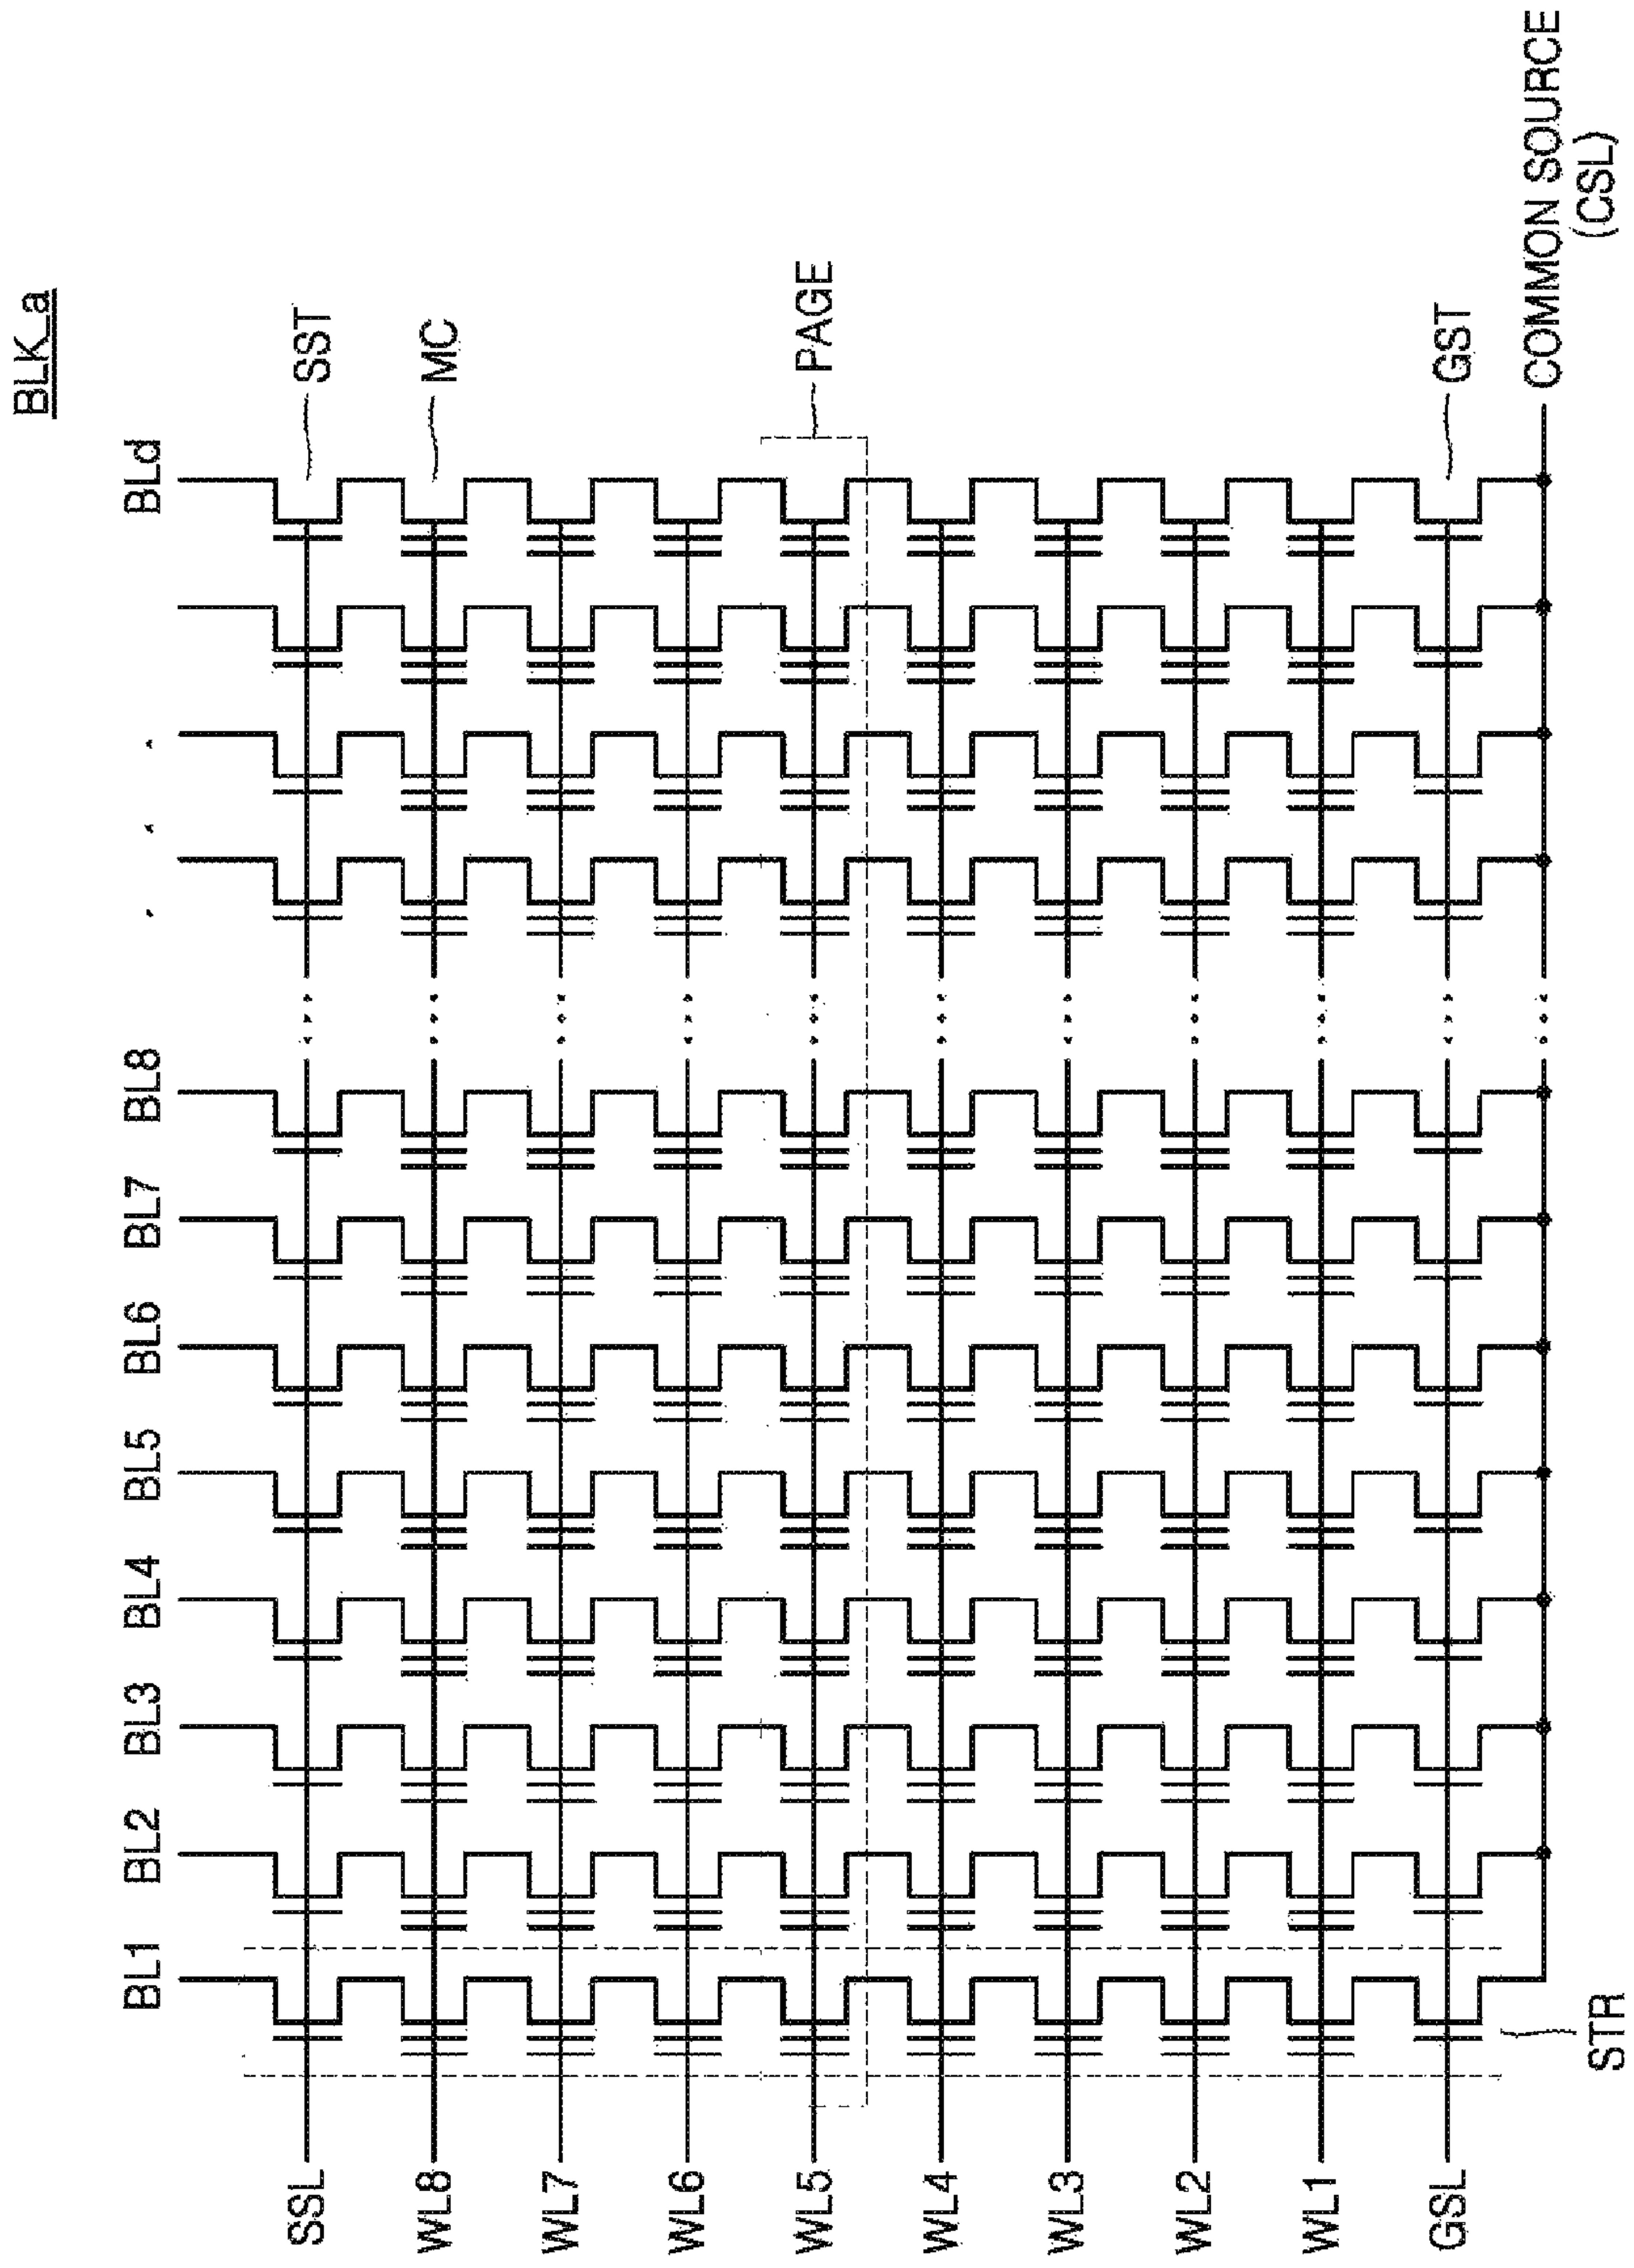 BLK_a
BL1 BL2 BL3 BL4 BL5 BL6 BL7 BL8 BLd
SSL SST
WL8 MC
WL7
WL6
WL5 PAGE
WL4
WL3
WL2
WL1
GSL GST
COMMON SOURCE
(CSL)
STR